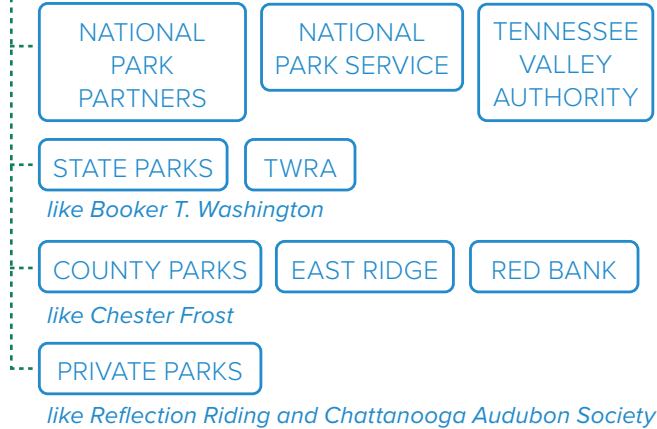 NATIONAL
PARK
PARTNERS
NATIONAL
PARK SERVICE
TENNESSEE
VALLEY
AUTHORITY
STATE PARKS
TWRA
like Booker T. Washington
COUNTY PARKS
EAST RIDGE
RED BANK
like Chester Frost
PRIVATE PARKS
like Reflection Riding and Chattanooga Audubon Society